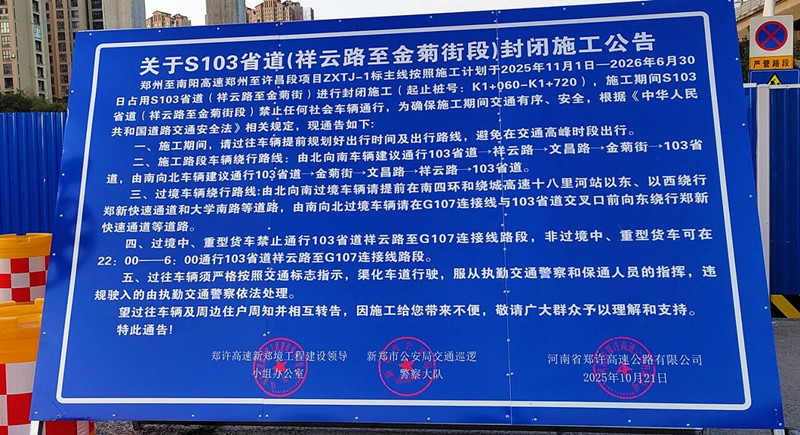 关于S103省道(祥云路至金菊街段)封闭施工公告
郑州至南阳高速郑州至许昌段项目ZXTJ-1标主线按照施工计划于2025年11月1日—2026年6月30
日占用S103省道（祥云路至金菊街）进行封闭施工（起止桩号：K1+060-K1+720），施工期间S103
省道（祥云路至金菊街段）禁止任何社会车辆通行，为确保施工期间交通有序、安全，根据《中华人民
共和国道路交通安全法》相关规定，现通告如下：
一、施工期间，请过往车辆提前规划好出行时间及出行路线，避免在交通高峰时段出行。
二、施工路段车辆绕行路线：由北向南车辆建议通行103省道→祥云路→文昌路→金菊街→103省
道，由南向北车辆建议通行103省道→金菊街→文昌路→祥云路→103省道。
三、过境车辆绕行路线:由北向南过境车辆请提前在南四环和绕城高速十八里河站以东、以西绕行
郑新快速通道和大学南路等道路，由南向北过境车辆请在G107连接线与103省道交叉口前向东绕行郑新
快速通道等道路。
四、过境中、重型货车禁止通行103省道祥云路至G107连接线路段，非过境中、重型货车可在
22：00——6：00通行103省道祥云路至G107连接线路段。
五、过往车辆须严格按照交通标志指示，渠化车道行驶，服从执勤交通警察和保通人员的指挥，违
规驶入的由执勤交通警察依法处理。
望过往车辆及周边住户周知并相互转告，因施工给您带来不便，敬请广大群众予以理解和支持。
特此通告！
郑许高速新郑境工程建设领导
小组办公室
新郑市公安局交通巡逻
警察大队
河南省郑许高速公路有限公司
2025年10月21日
严管路段